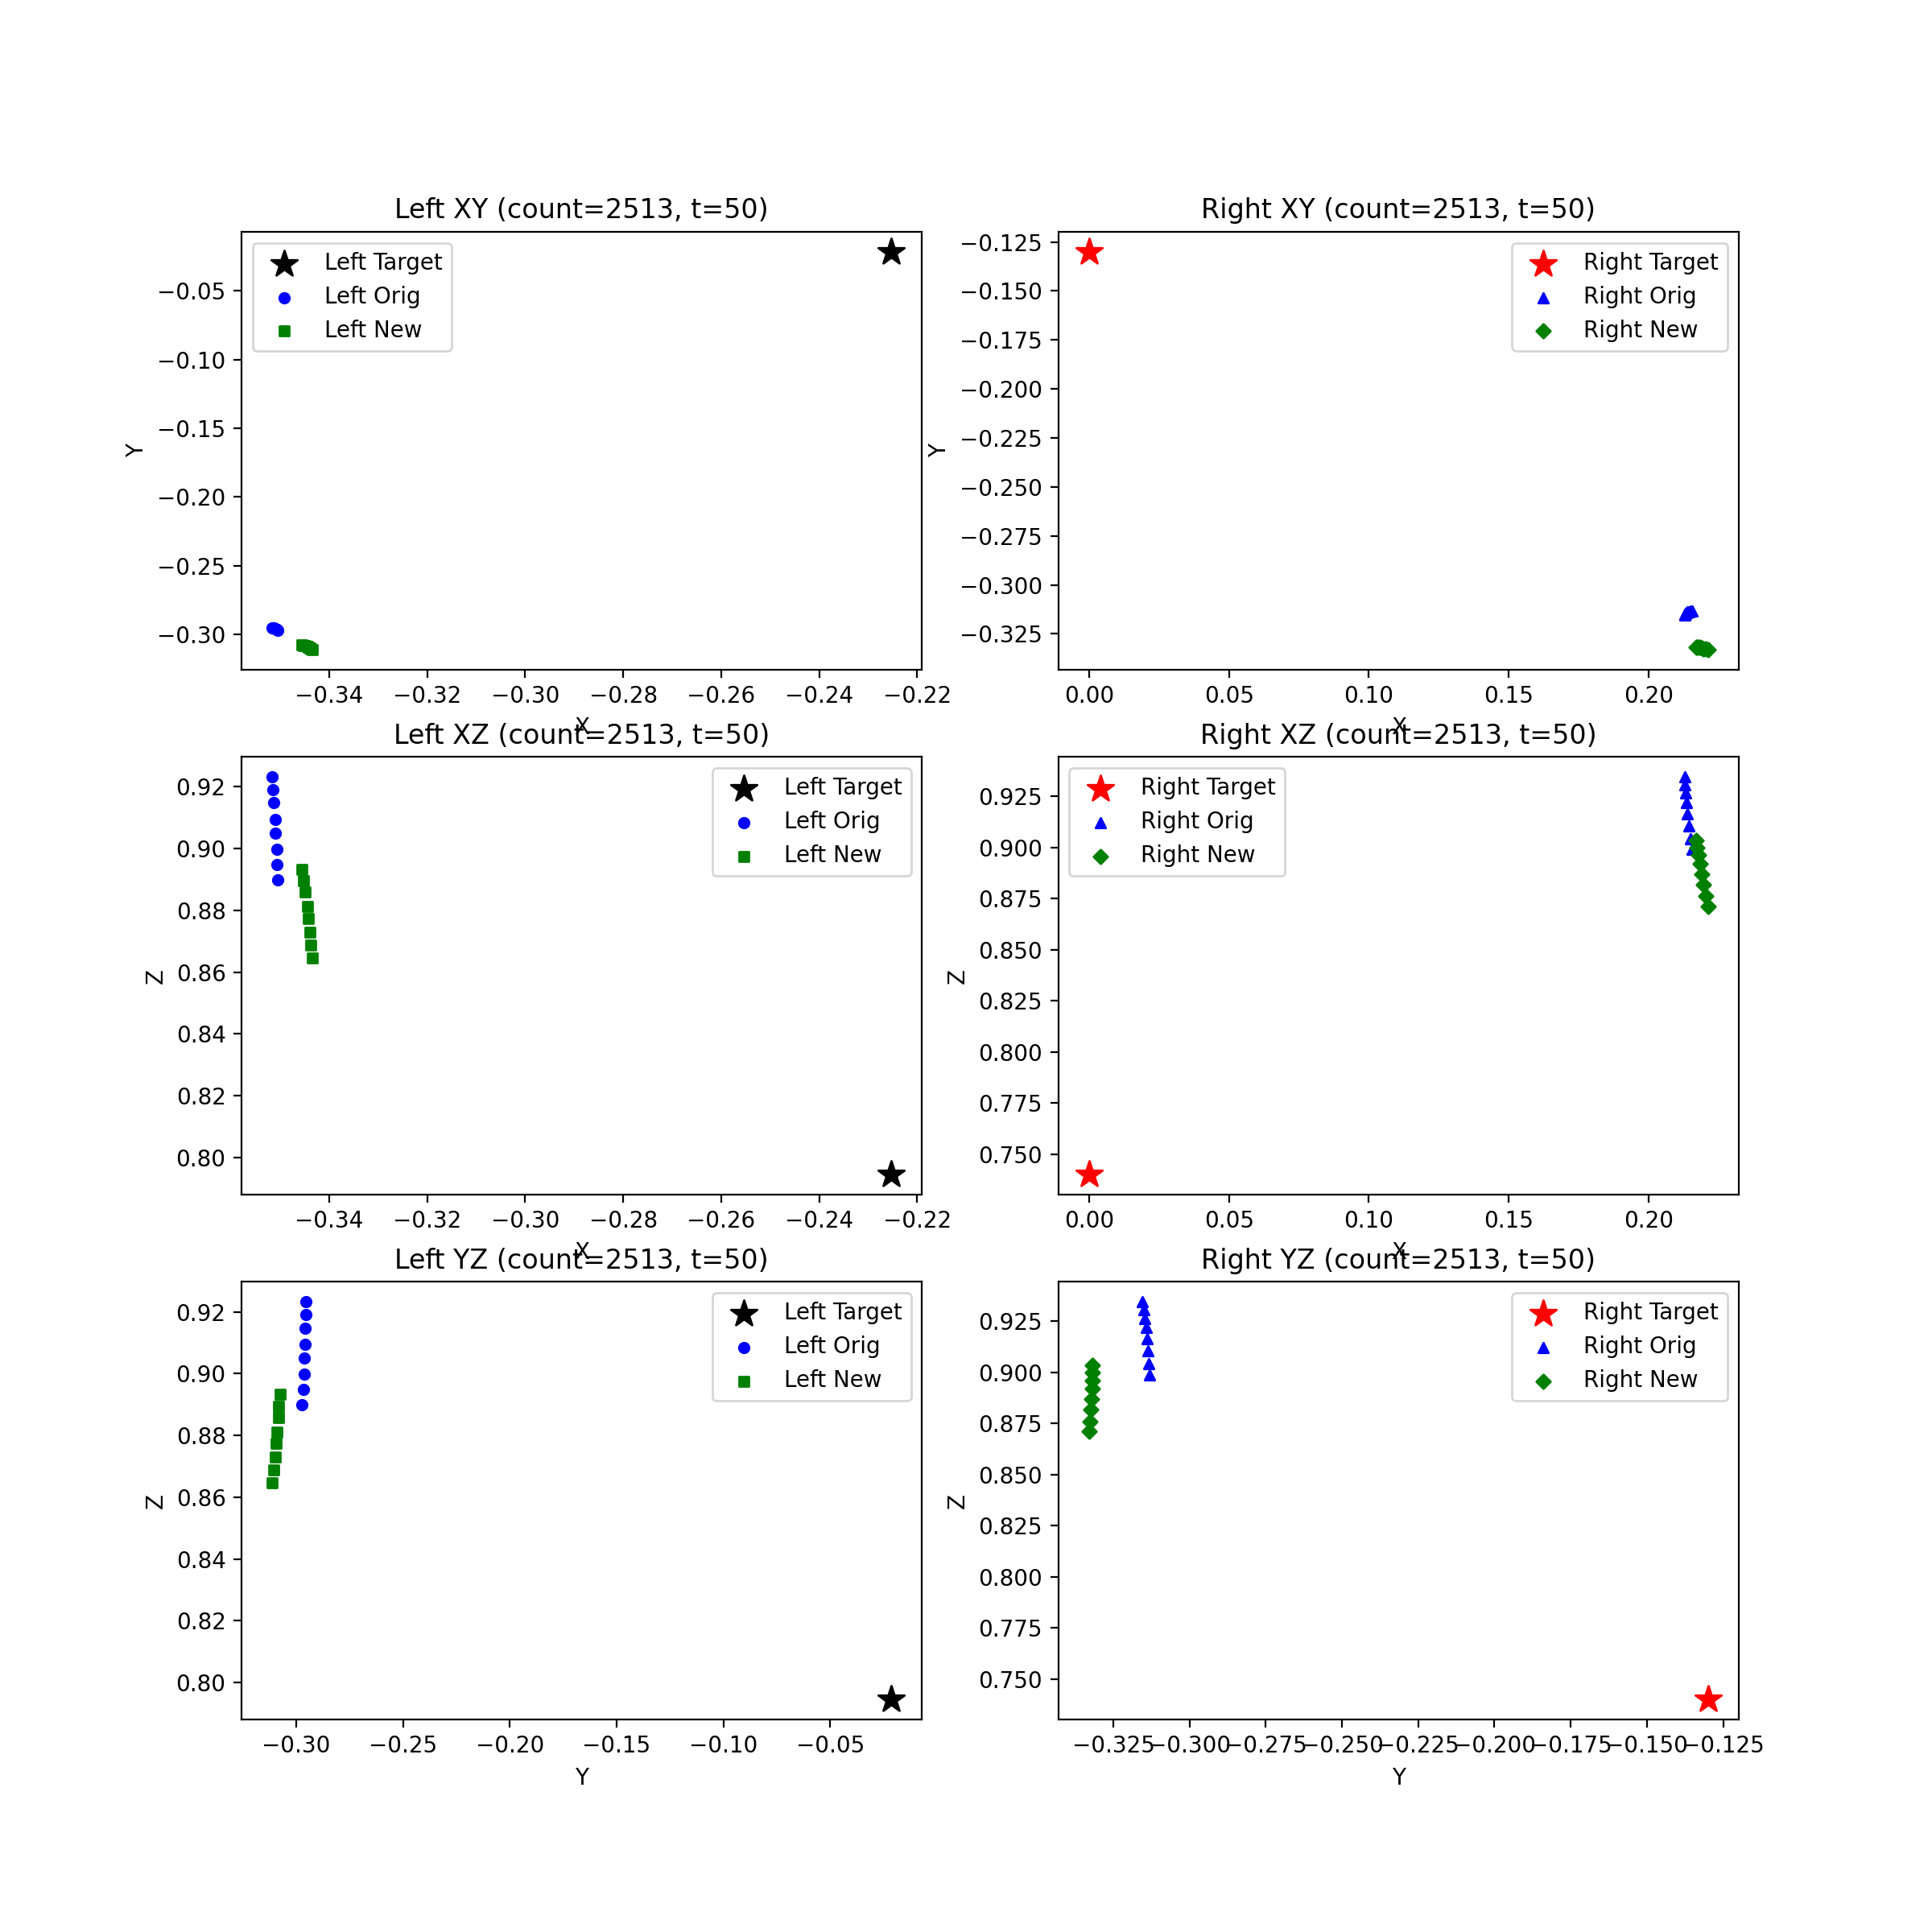 Left XY (count=2513, t=50)
Left Target
Left Orig
Left New
−0.05
−0.10
−0.15
−0.20
−0.25
−0.30
Y
−0.34
−0.32
−0.30
−0.28
−0.26
−0.24
−0.22
X
Right XY (count=2513, t=50)
Right Target
Right Orig
Right New
−0.125
−0.150
−0.175
−0.200
−0.225
−0.250
−0.275
−0.300
−0.325
Y
0.00
0.05
0.10
0.15
0.20
X
Left XZ (count=2513, t=50)
Left Target
Left Orig
Left New
0.92
0.90
0.88
0.86
0.84
0.82
0.80
Z
−0.34
−0.32
−0.30
−0.28
−0.26
−0.24
−0.22
X
Right XZ (count=2513, t=50)
Right Target
Right Orig
Right New
0.925
0.900
0.875
0.850
0.825
0.800
0.775
0.750
Z
0.00
0.05
0.10
0.15
0.20
X
Left YZ (count=2513, t=50)
Left Target
Left Orig
Left New
0.92
0.90
0.88
0.86
0.84
0.82
0.80
Z
−0.30
−0.25
−0.20
−0.15
−0.10
−0.05
Y
Right YZ (count=2513, t=50)
Right Target
Right Orig
Right New
0.925
0.900
0.875
0.850
0.825
0.800
0.775
0.750
Z
−0.325
−0.300
−0.275
−0.250
−0.225
−0.200
−0.175
−0.150
−0.125
Y